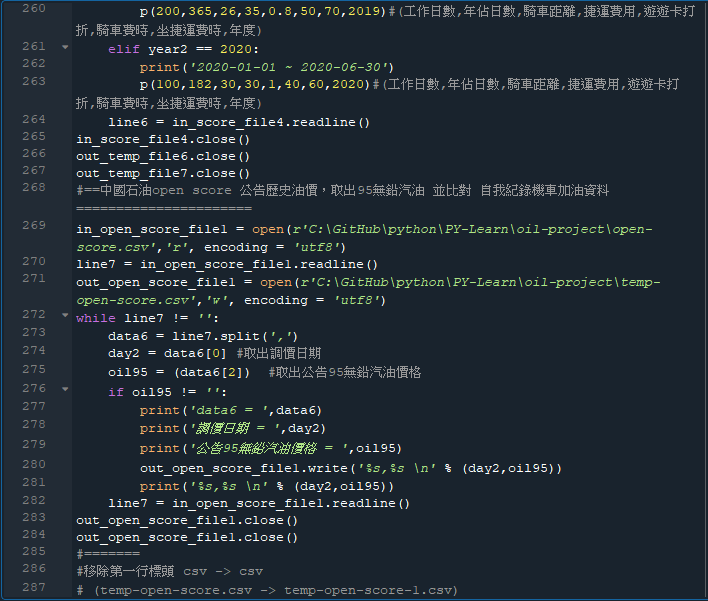 260 p(200,365,26,35,0.8,50,70,2019)#(工作日數,年佔日數,騎車距離,捷運費用,遊遊卡打
折,騎車費時,坐捷運費時,年度)
261 elif year2 == 2020:
262 print('2020-01-01 ~ 2020-06-30')
263 p(100,182,30,30,1,40,60,2020)#(工作日數,年佔日數,騎車距離,捷運費用,遊遊卡打
折,騎車費時,坐捷運費時,年度)
264 line6 = in_score_file4.readline()
265 in_score_file4.close()
266 out_temp_file6.close()
267 out_temp_file7.close()
268 #==中國石油open score 公告歷史油價，取出95無鉛汽油 並比對 自我紀錄機車加油資料
======================
269 in_open_score_file1 = open(r'C:\GitHub\python\PY-Learn\oil-project\open-
score.csv','r', encoding = 'utf8')
270 line7 = in_open_score_file1.readline()
271 out_open_score_file1 = open(r'C:\GitHub\python\PY-Learn\oil-project\temp-
open-score.csv','w', encoding = 'utf8')
272 while line7 != '':
273 data6 = line7.split(',')
274 day2 = data6[0] #取出調價日期
275 oil95 = (data6[2])  #取出公告95無鉛汽油價格
276 if oil95 != '':
277 print('data6 = ',data6)
278 print('調價日期 = ',day2)
279 print('公告95無鉛汽油價格 = ',oil95)
280 out_open_score_file1.write('%s,%s \n' % (day2,oil95))
281 print('%s,%s \n' % (day2,oil95))
282 line7 = in_open_score_file1.readline()
283 out_open_score_file1.close()
284 out_open_score_file1.close()
285 #=======
286 #移除第一行標頭 csv -> csv
287 # (temp-open-score.csv -> temp-open-score-1.csv)